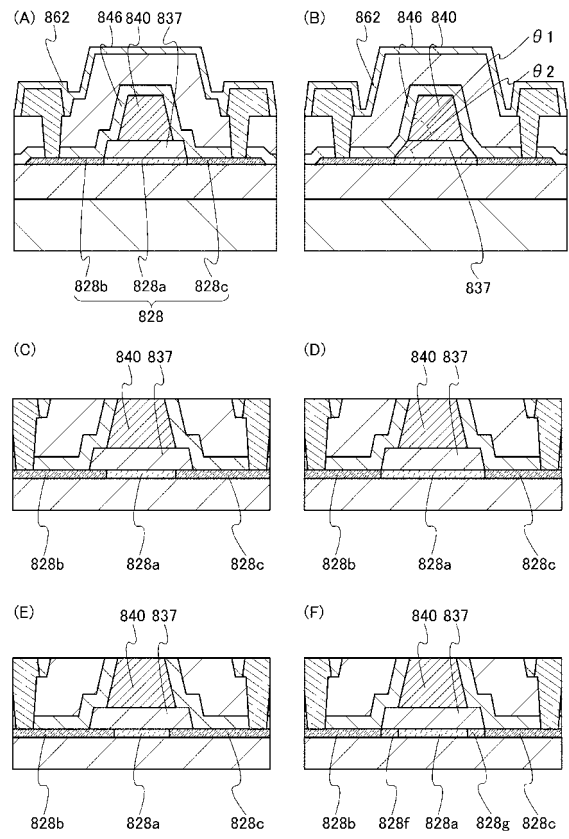 (A) 862 846 840 837
828b 828a 828c
828
(B) 862 846 840 θ1
θ2
837
(C) 840 837
828b 828a 828c
(D) 840 837
828b 828a 828c
(E) 840 837
828b 828a 828c
(F) 840 837
828b 828f 828a 828g 828c